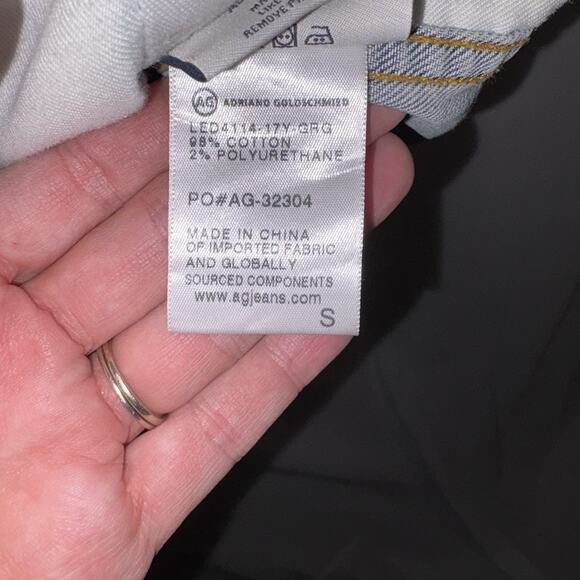 REMOVE
AG ADRIANO GOLDSCHMIED
LED4114-17Y-GRG
98% COTTON
2% POLYURETHANE
PO#AG-32304
MADE IN CHINA
OF IMPORTED FABRIC
AND GLOBALLY
SOURCED COMPONENTS
www.agjeans.com
S